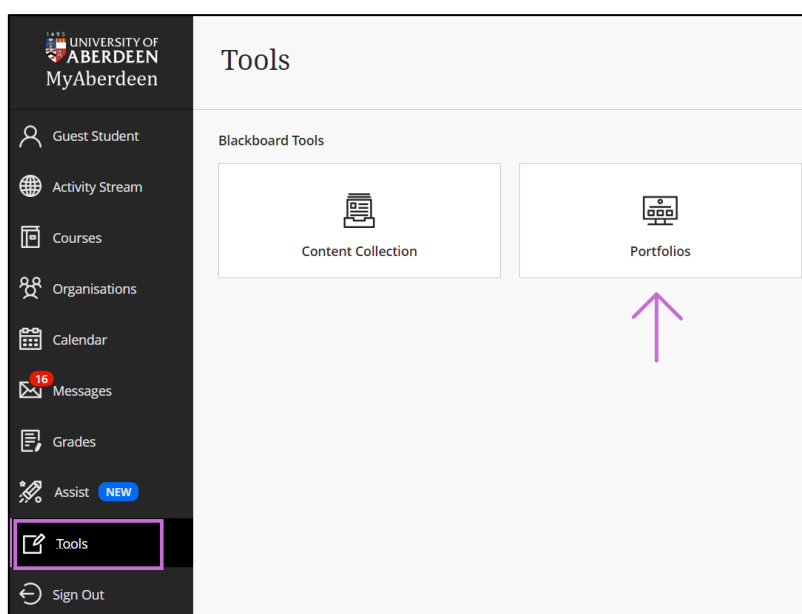 1495
UNIVERSITY OF
ABERDEEN
MyAberdeen
Guest Student
Activity Stream
Courses
Organisations
Calendar
16
Messages
Grades
Assist NEW
Tools
Sign Out
Tools
Blackboard Tools
Content Collection
Portfolios